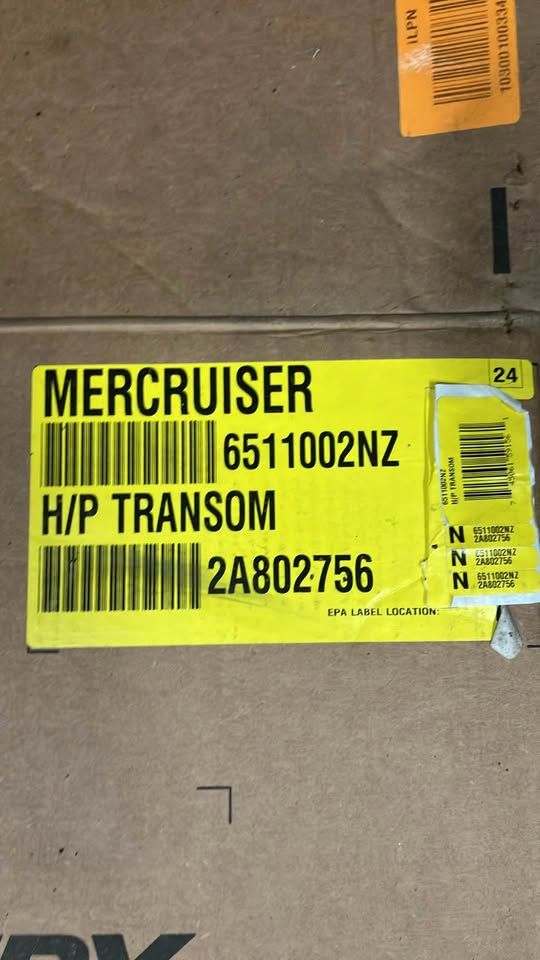 ILPN
24
MERCRUISER
6511002NZ
H/P TRANSOM
2A802756
EPA LABEL LOCATION:
6511002NZ
H/P TRANSOM
N 6511002NZ
2A802756
N 6511002NZ
2A802756
N 6511002NZ
2A802756